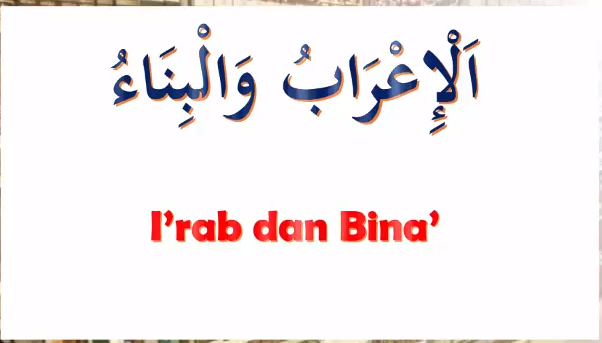 اَلْإِعْرَابُ وَالْبِنَاءُ
I'rab dan Bina'